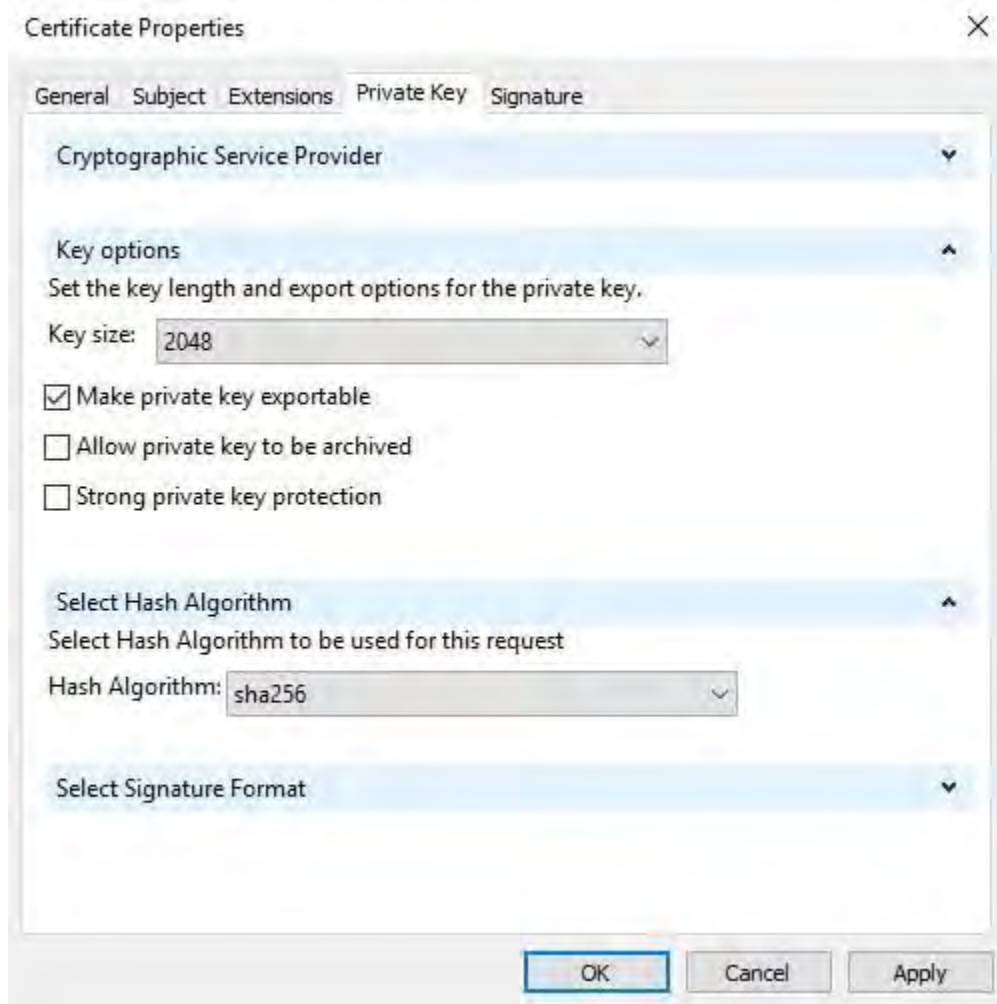 Certificate Properties
General Subject Extensions Private Key Signature
Cryptographic Service Provider
Key options
Set the key length and export options for the private key.
Key size: 2048
Make private key exportable
Allow private key to be archived
Strong private key protection
Select Hash Algorithm
Select Hash Algorithm to be used for this request
Hash Algorithm: sha256
Select Signature Format
OK Cancel Apply